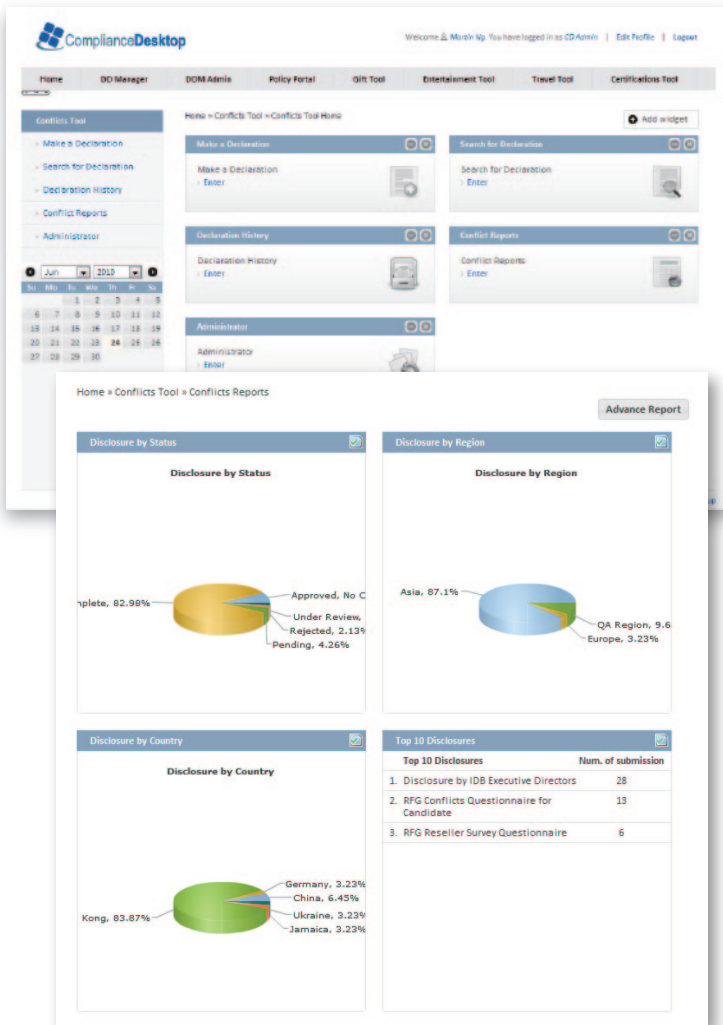 ComplianceDesktop
Welcome Marcin Vp. You have logged in as CDAdmin | Edit Profile | Logout
Home DD Manager DOM Admin Policy Portal Gift Tool Entertainment Tool Travel Tool Certifications Tool
Conflicts Tool
Make a Declaration
Search for Declaration
Declaration History
Conflict Reports
Administrator
Jun 2010
Su Mo Tu We Th Fr Sa
1 2 3 4 5
6 7 8 9 10 11 12
13 14 15 16 17 18 19
20 21 22 23 24 25 26
27 28 29 30
Home » Conflicts Tool » Conflicts Tool Home
Add widget
Make a Declaration
Make a Declaration
Enter
Search for Declaration
Search for Declaration
Enter
Declaration History
Declaration History
Enter
Conflict Reports
Conflict Reports
Enter
Administrator
Administrator
Enter
Home » Conflicts Tool » Conflicts Reports
Advance Report
Disclosure by Status
Disclosure by Status
nplete, 82.98%
Approved, No C
Under Review,
Rejected, 2.13%
Pending, 4.26%
Disclosure by Region
Disclosure by Region
Asia, 87.1%
QA Region, 9.6
Europe, 3.23%
Disclosure by Country
Disclosure by Country
Kong, 83.87%
Germany, 3.23%
China, 6.45%
Ukraine, 3.23%
Jamaica, 3.23%
Top 10 Disclosures
Top 10 Disclosures Num. of submission
1. Disclosure by IDB Executive Directors 28
2. RFG Conflicts Questionnaire for Candidate 13
3. RFG Reseller Survey Questionnaire 6